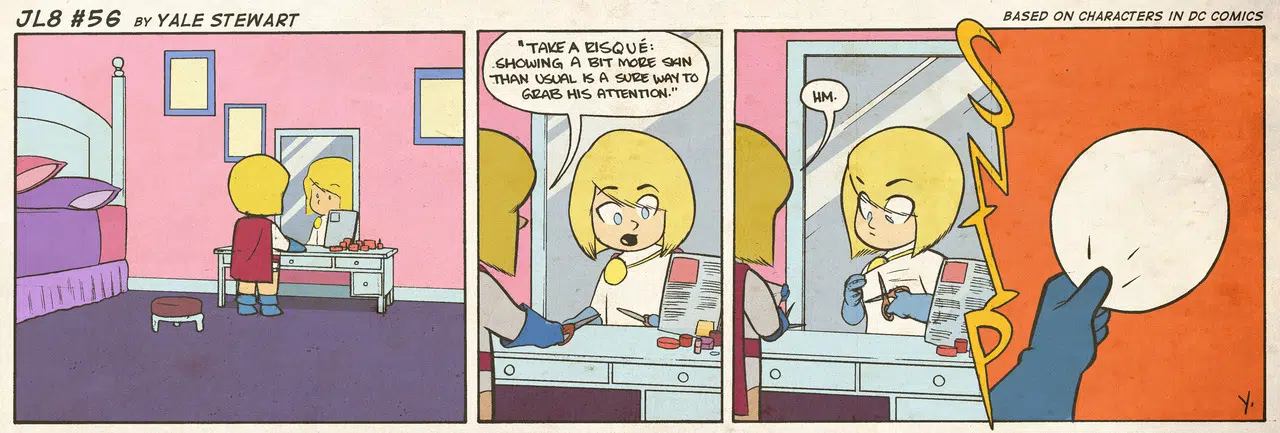 JL8 #56 BY YALE STEWART
BASED ON CHARACTERS IN DC COMICS
"TAKE A RISQUÉ:
SHOWING A BIT MORE SKIN
THAN USUAL IS A SURE WAY TO
GRAB HIS ATTENTION."
HM.
SNIP
Y.